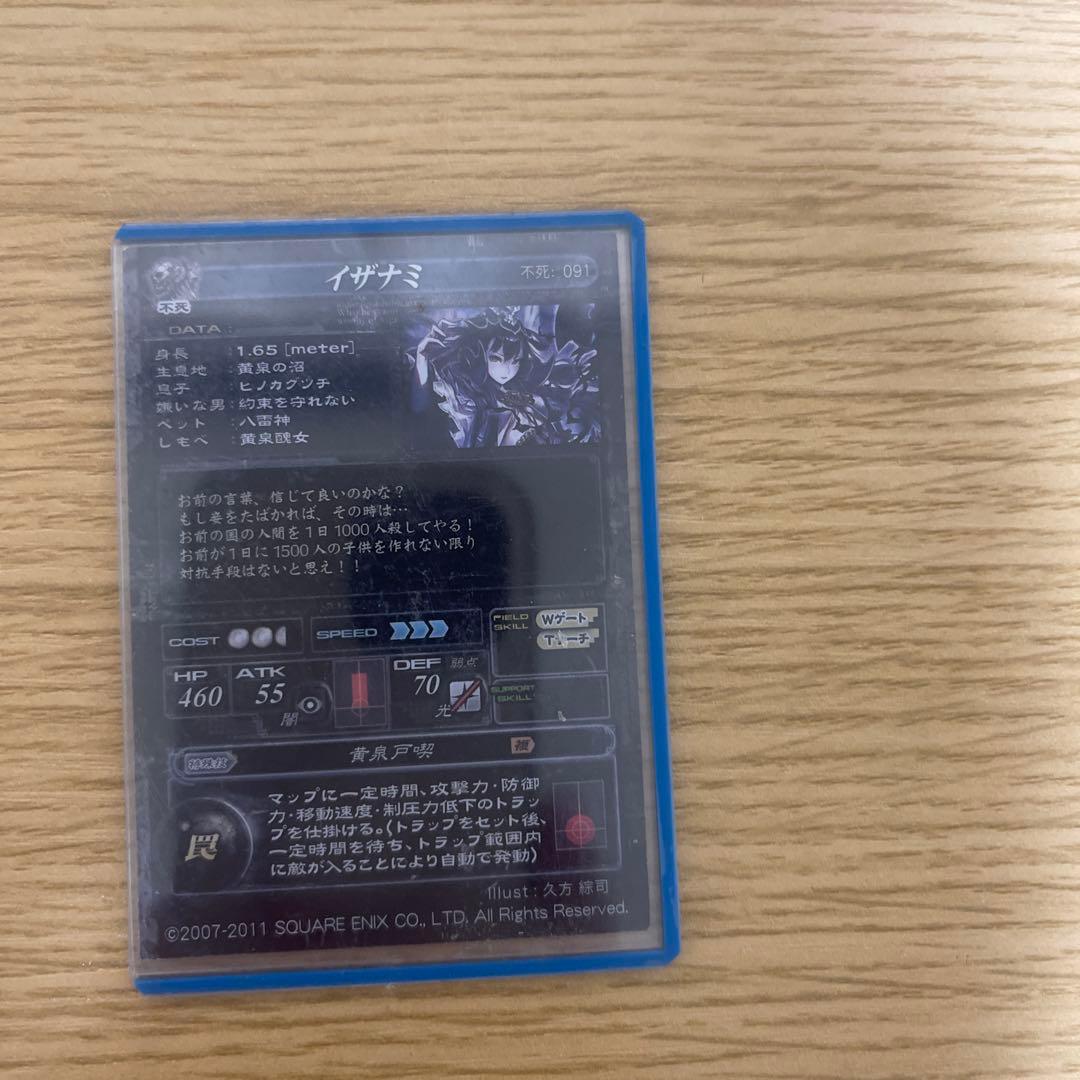 イザナミ
不死: 091
不死
DATA :
身長 : 1.65 [meter]
生息地 : 黄泉の沼
息子 : ヒノカグツチ
嫌いな男 : 約束を守れない
ペット : 八雷神
しもべ : 黄泉醜女
お前の言葉、信じて良いのかな?
もし妾をたばかれば、その時は…
お前の国の人間を1日1000人殺してやる!
お前が1日に1500人の子供を作れない限り
対抗手段はないと思え!!
COST
SPEED
FIELD SKILL
Wゲート
Tサーチ
HP 460
ATK 55
闇
DEF 70
弱点
光
SUPPORT SKILL
特殊技
黄泉戸喫
複
罠
マップに一定時間、攻撃力・防御
力・移動速度・制圧力低下のトラッ
プを仕掛ける。(トラップをセット後、
一定時間を待ち、トラップ範囲内
に敵が入ることにより自動で発動)
Illust : 久方 綜司
©2007-2011 SQUARE ENIX CO., LTD. All Rights Reserved.